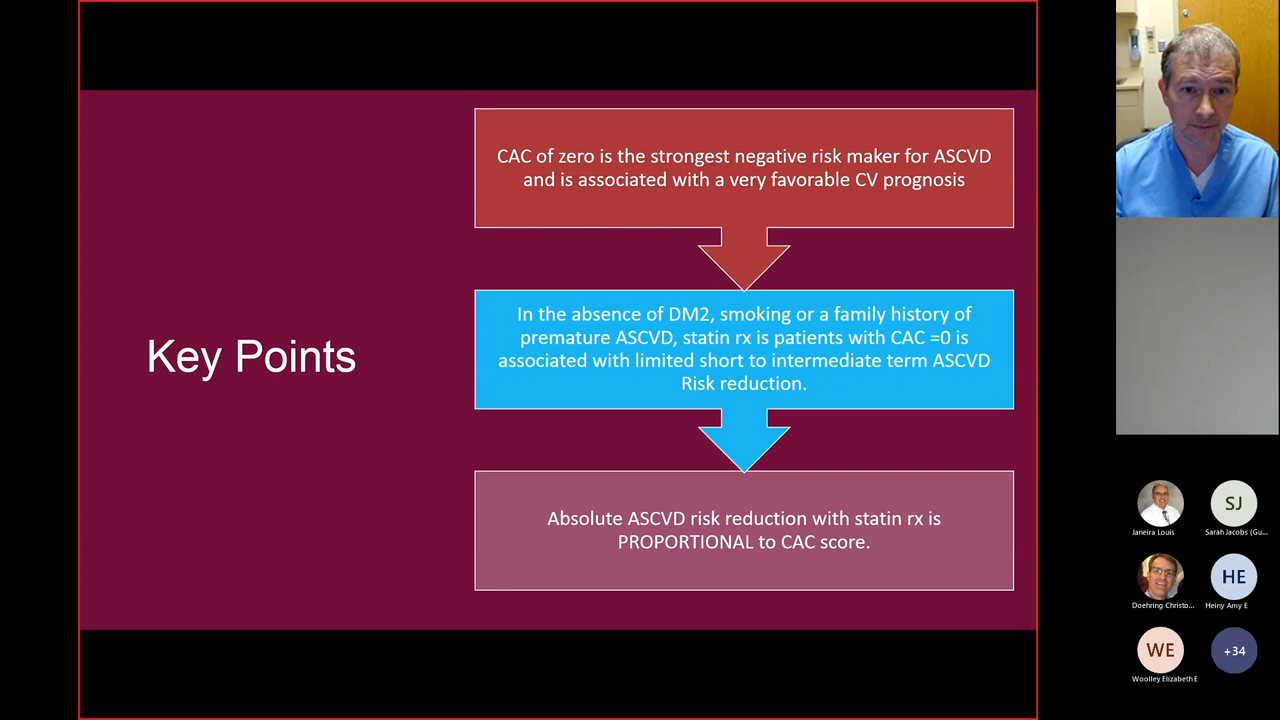 Key Points
CAC of zero is the strongest negative risk maker for ASCVD
and is associated with a very favorable CV prognosis
In the absence of DM2, smoking or a family history of
premature ASCVD, statin rx is patients with CAC =0 is
associated with limited short to intermediate term ASCVD
Risk reduction.
Absolute ASCVD risk reduction with statin rx is
PROPORTIONAL to CAC score.
Janeira Louis
SJ
Sarah Jacobs (Gu...
Doehring Christo...
HE
Heiny Amy E
WE
Woolley Elizabeth E
+34